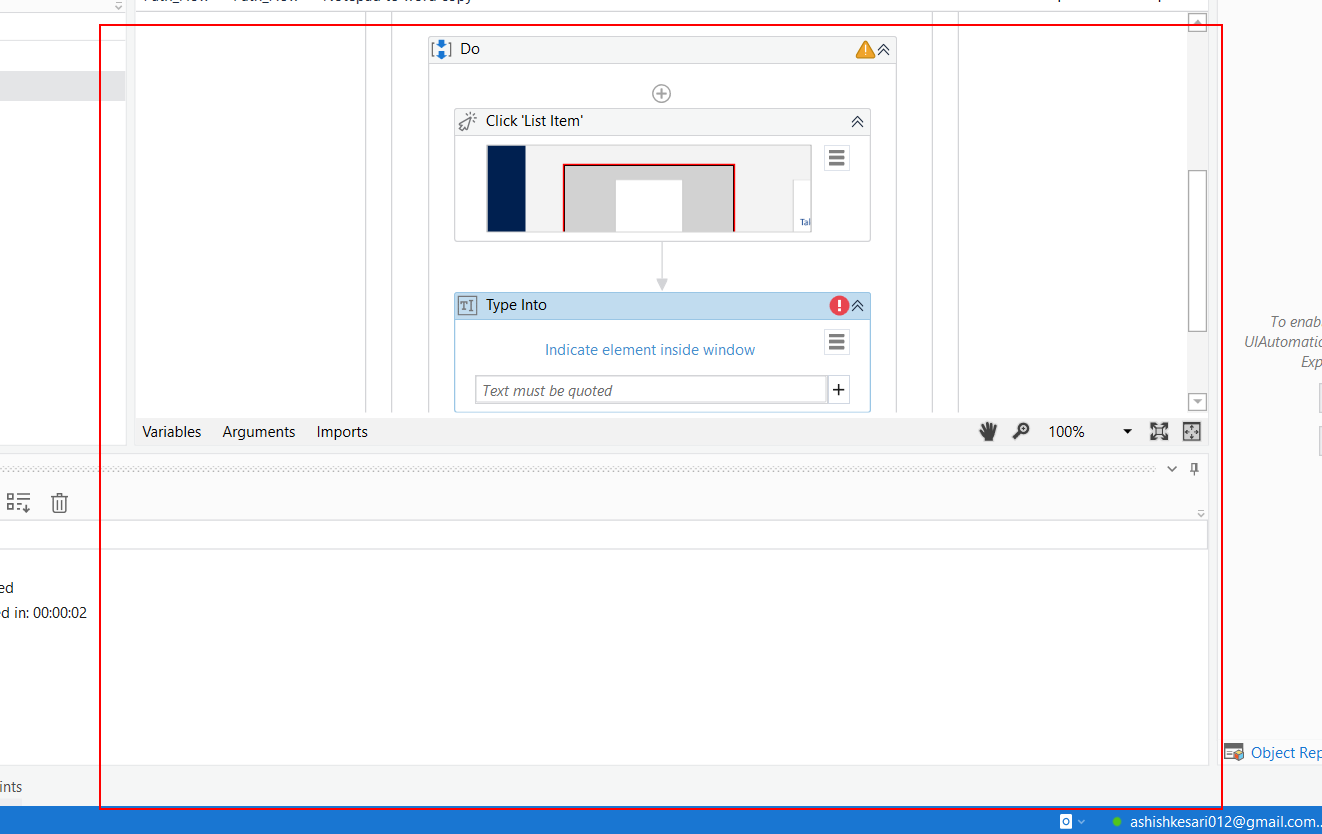 Do
Click 'List Item'
Tal
Type Into
Indicate element inside window
Text must be quoted
To enab
UIAutomatic
Exp
Variables Arguments Imports 100%
ed
d in: 00:00:02
Object Rep
ints
ashishkesari012@gmail.com...